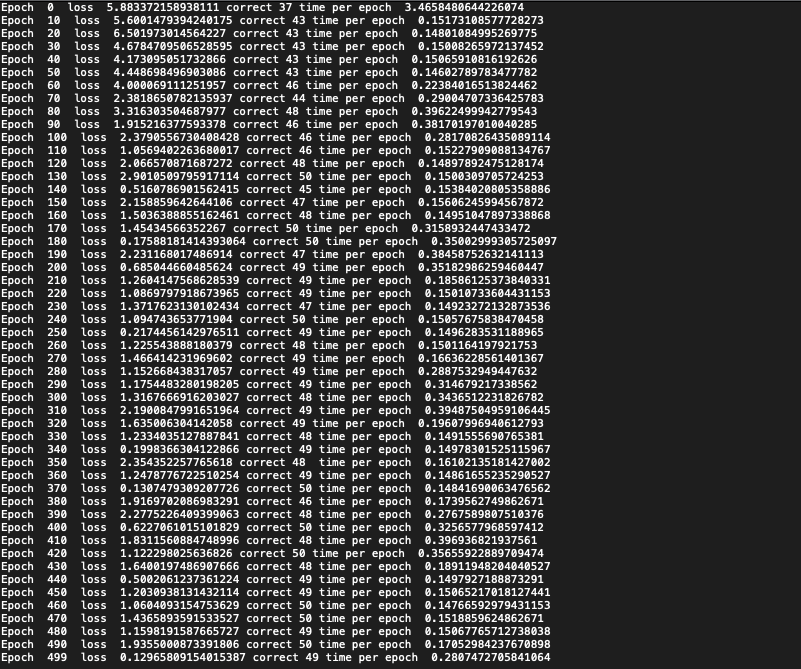 Epoch  0  loss  5.883372158938111 correct 37 time per epoch  3.4658480644226074
Epoch  10  loss  5.6001479394240175 correct 43 time per epoch  0.15173108577728273
Epoch  20  loss  6.501973014564227 correct 43 time per epoch  0.14801084995269775
Epoch  30  loss  4.6784709506528595 correct 43 time per epoch  0.15008265972137452
Epoch  40  loss  4.173095051732866 correct 43 time per epoch  0.15065910816192626
Epoch  50  loss  4.448698496903086 correct 43 time per epoch  0.14602789783477782
Epoch  60  loss  4.000069111251957 correct 46 time per epoch  0.22384016513824462
Epoch  70  loss  2.3818650782135937 correct 44 time per epoch  0.29004707336425783
Epoch  80  loss  3.316303504687977 correct 48 time per epoch  0.39622499942779543
Epoch  90  loss  1.915216377593378 correct 46 time per epoch  0.38170197010040285
Epoch  100  loss  2.3790556730408428 correct 46 time per epoch  0.28170826435089114
Epoch  110  loss  1.0569402263680017 correct 46 time per epoch  0.15227909088134767
Epoch  120  loss  2.066570871687272 correct 48 time per epoch  0.14897892475128174
Epoch  130  loss  2.9010509795917114 correct 50 time per epoch  0.1500309705724253
Epoch  140  loss  0.5160786901562415 correct 45 time per epoch  0.15384020805358886
Epoch  150  loss  2.158859642644106 correct 47 time per epoch  0.15606245994567872
Epoch  160  loss  1.5036388855162461 correct 48 time per epoch  0.14951047897338868
Epoch  170  loss  1.45434566352267 correct 50 time per epoch  0.3158932447433472
Epoch  180  loss  0.17588181414393064 correct 50 time per epoch  0.35002999305725097
Epoch  190  loss  2.231168017486914 correct 47 time per epoch  0.38458752632141113
Epoch  200  loss  0.685044660485624 correct 49 time per epoch  0.35182986259460447
Epoch  210  loss  1.2604147568628539 correct 49 time per epoch  0.18586125373840331
Epoch  220  loss  1.0869797918673965 correct 49 time per epoch  0.15010733604431153
Epoch  230  loss  1.3717623130102434 correct 47 time per epoch  0.14923272132873536
Epoch  240  loss  1.094743653771904 correct 50 time per epoch  0.15057675838470458
Epoch  250  loss  0.2174456142976511 correct 49 time per epoch  0.1496283531188965
Epoch  260  loss  1.225543888180379 correct 48 time per epoch  0.1501164197921753
Epoch  270  loss  1.466414231969602 correct 49 time per epoch  0.16636228561401367
Epoch  280  loss  1.152668438317057 correct 49 time per epoch  0.2887532949447632
Epoch  290  loss  1.1754483280198205 correct 49 time per epoch  0.314679217338562
Epoch  300  loss  1.3167666916203027 correct 48 time per epoch  0.3436512231826782
Epoch  310  loss  2.1900847991651964 correct 49 time per epoch  0.39487504959106445
Epoch  320  loss  1.635006304142058 correct 49 time per epoch  0.19607996940612793
Epoch  330  loss  1.2334035127887841 correct 48 time per epoch  0.1491555690765381
Epoch  340  loss  0.1998366304122866 correct 49 time per epoch  0.14978301525115967
Epoch  350  loss  2.354352257765618 correct 48  time per epoch  0.16102135181427002
Epoch  360  loss  1.2478776722510254 correct 49 time per epoch  0.14861655235290527
Epoch  370  loss  0.1307479309207726 correct 50 time per epoch  0.14841690063476562
Epoch  380  loss  1.9169702086983291 correct 46 time per epoch  0.1739562749862671
Epoch  390  loss  2.2775226409399063 correct 48 time per epoch  0.2767589807510376
Epoch  400  loss  0.6227061015101829 correct 50 time per epoch  0.3256577968597412
Epoch  410  loss  1.8311560884748996 correct 48 time per epoch  0.396936821937561
Epoch  420  loss  1.122298025636826 correct 50 time per epoch  0.35655922889709474
Epoch  430  loss  1.6400197486907666 correct 48 time per epoch  0.18911948204040527
Epoch  440  loss  0.5002061237361224 correct 49 time per epoch  0.1497927188873291
Epoch  450  loss  1.2030938131432114 correct 49 time per epoch  0.15065217018127441
Epoch  460  loss  1.0604093154753629 correct 50 time per epoch  0.14766592979431153
Epoch  470  loss  1.4365893591533527 correct 50 time per epoch  0.1515859624862671
Epoch  480  loss  1.1598191587665727 correct 49 time per epoch  0.15067765712738038
Epoch  490  loss  1.9355000873391806 correct 50 time per epoch  0.17052984237670898
Epoch  499  loss  0.12965809154015387 correct 49 time per epoch  0.2807472705841064